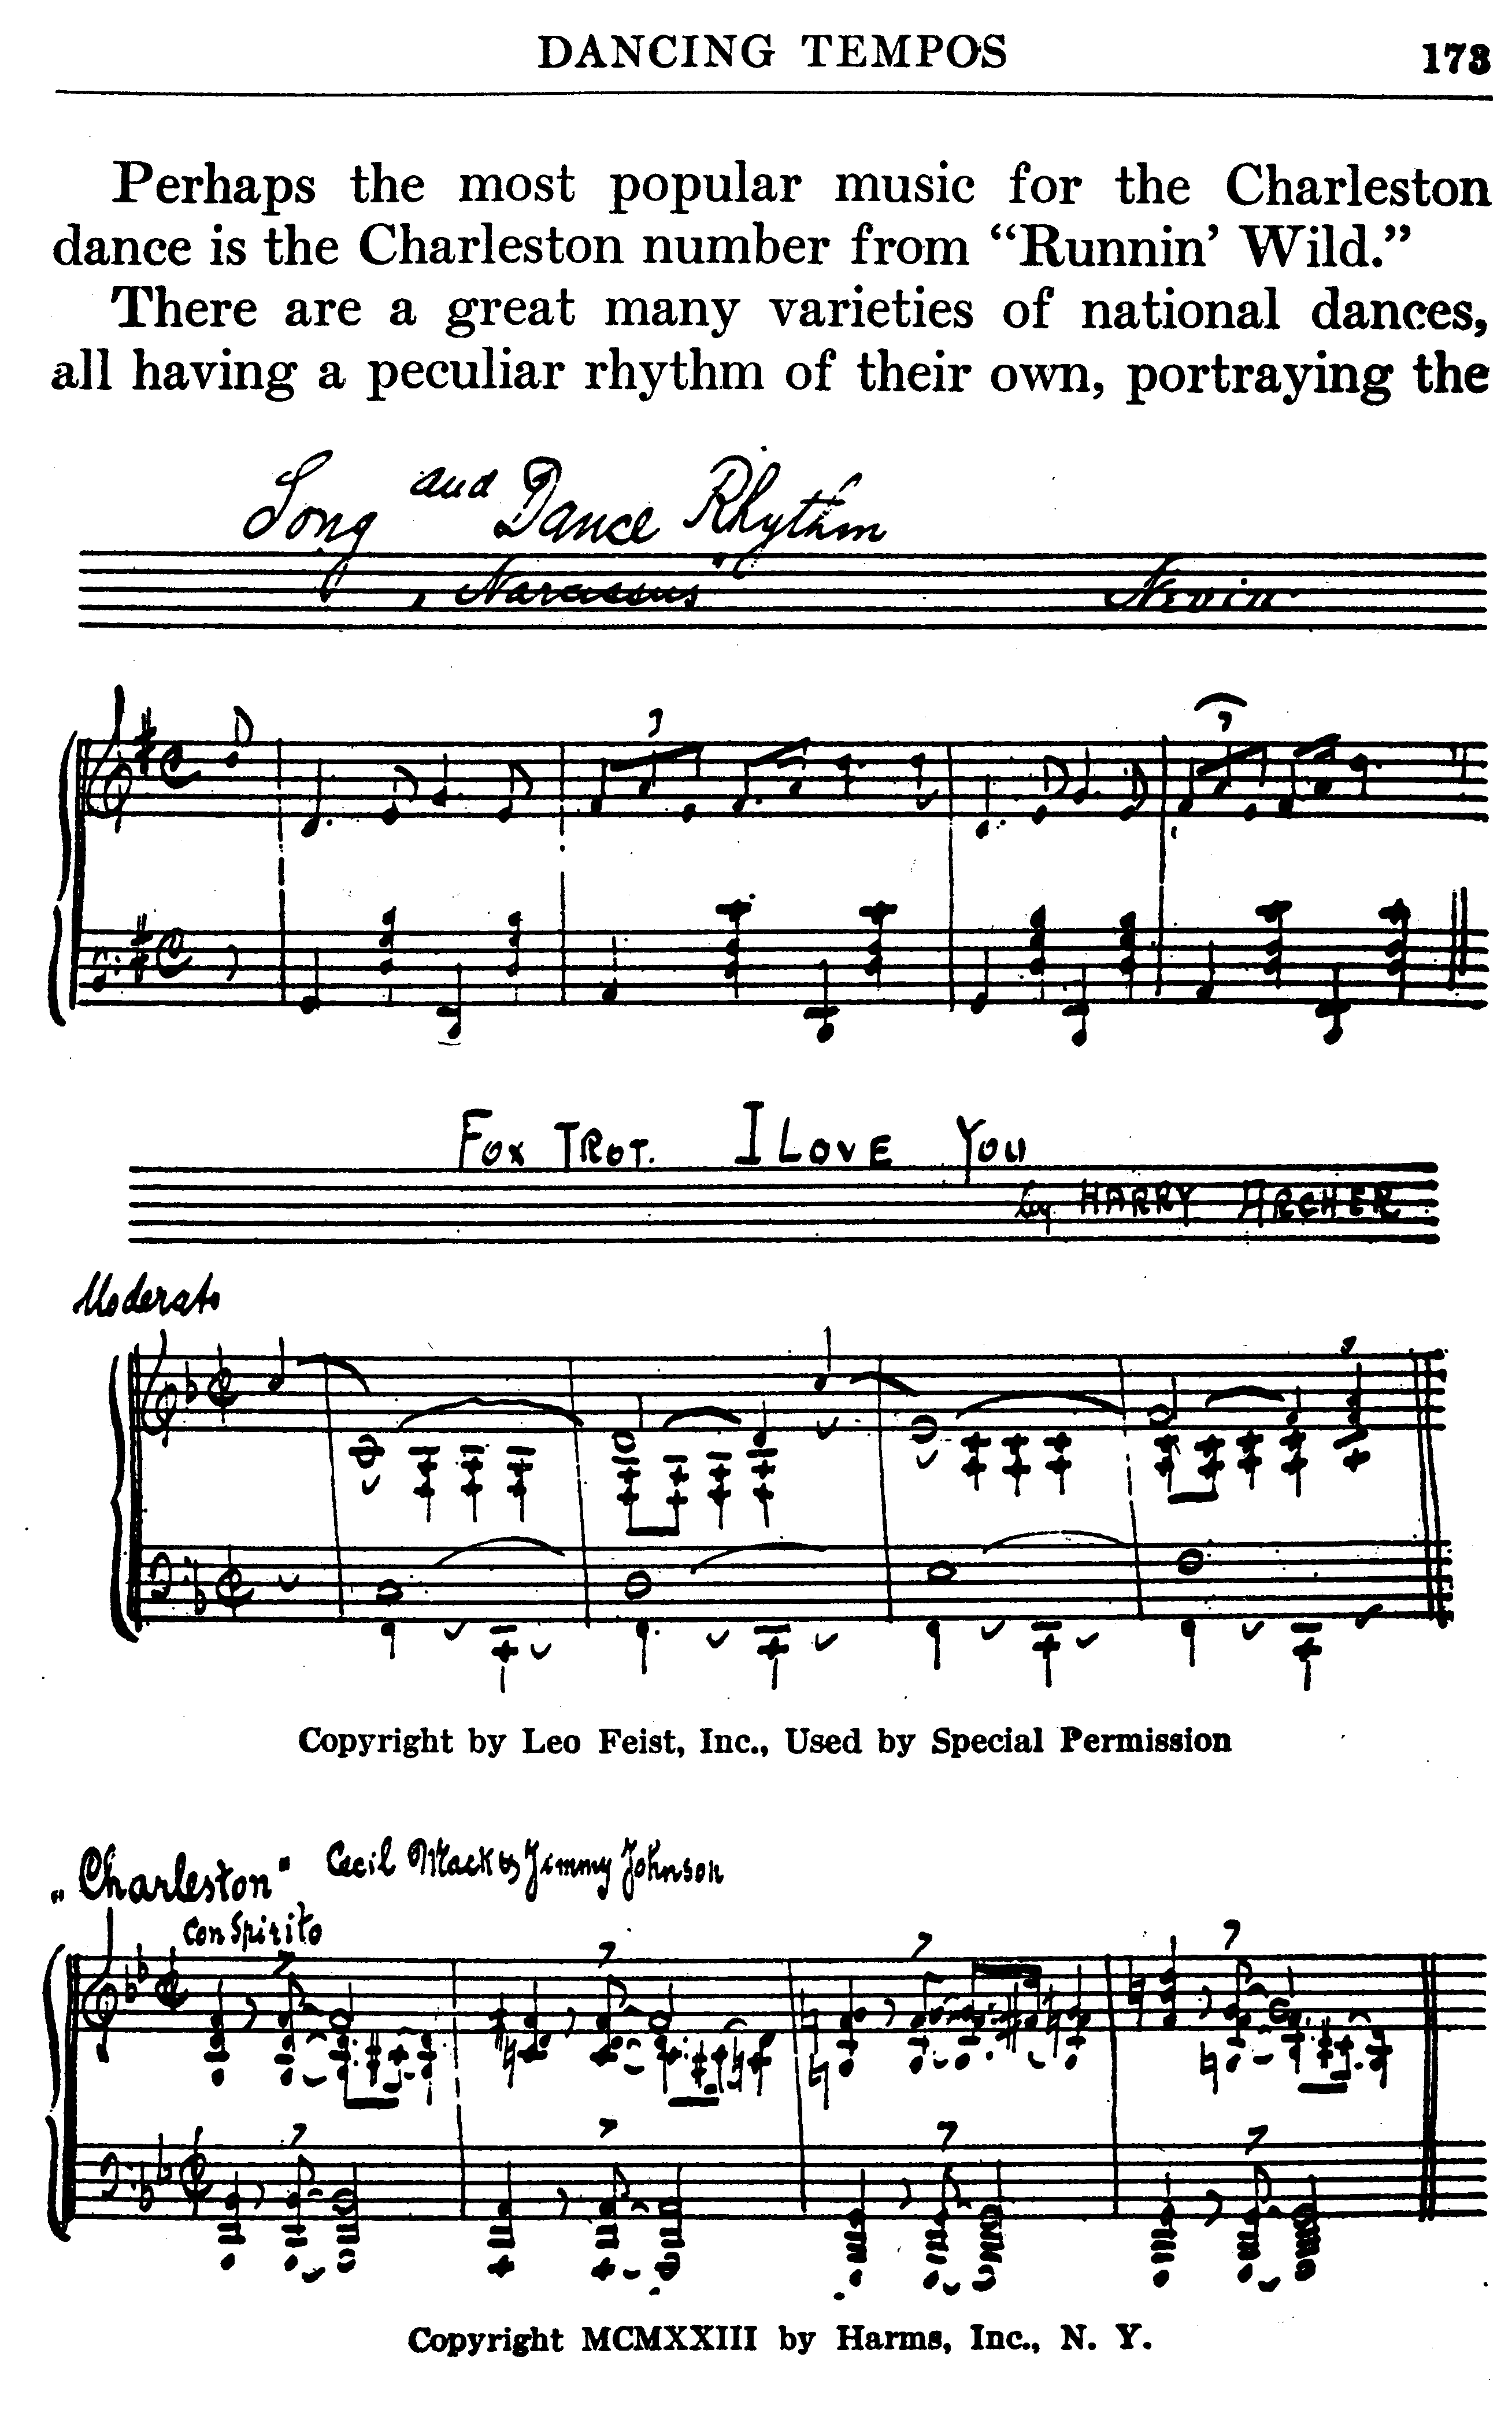 DANCING TEMPOS 173
Perhaps the most popular music for the Charleston
dance is the Charleston number from “Runnin’ Wild.”
There are a great many varieties of national dances,
all having a peculiar rhythm of their own, portraying the
Song and Dance Rhythm
„Narcissus” Nevin
3
3
Fox Trot. I Love You
by Harry Archer
Moderato
Copyright by Leo Feist, Inc., Used by Special Permission
„Charleston” Cecil Mack & Jimmy Johnson
Con Spirito
Copyright MCMXXIII by Harms, Inc., N. Y.